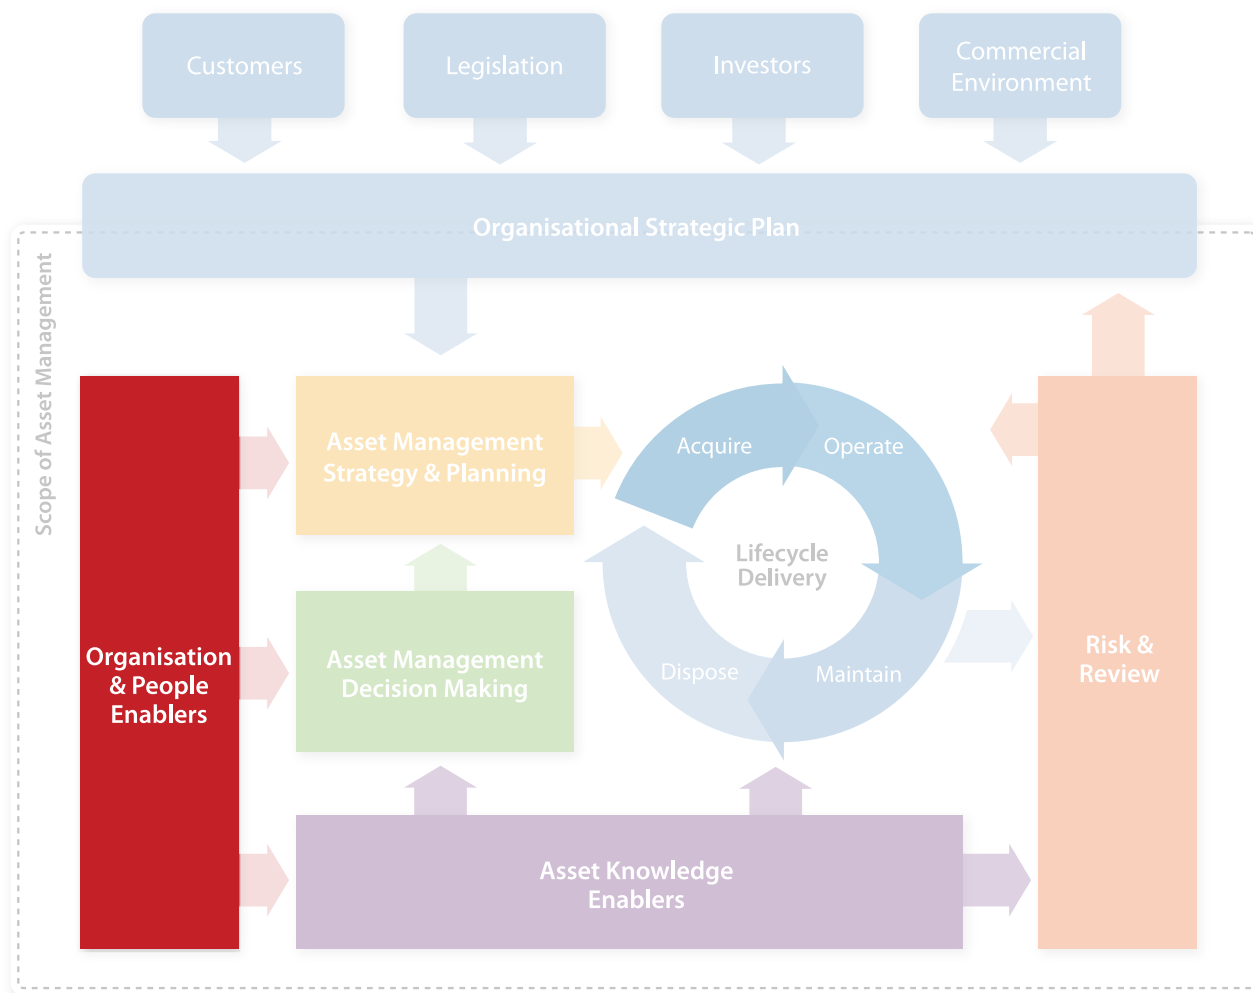 Customers
Legislation
Investors
Commercial
Environment
Organisational Strategic Plan
Scope of Asset Management
Asset Management
Strategy & Planning
Acquire
Operate
Lifecycle
Delivery
Organisation
& People
Enablers
Asset Management
Decision Making
Dispose
Maintain
Risk &
Review
Asset Knowledge
Enablers